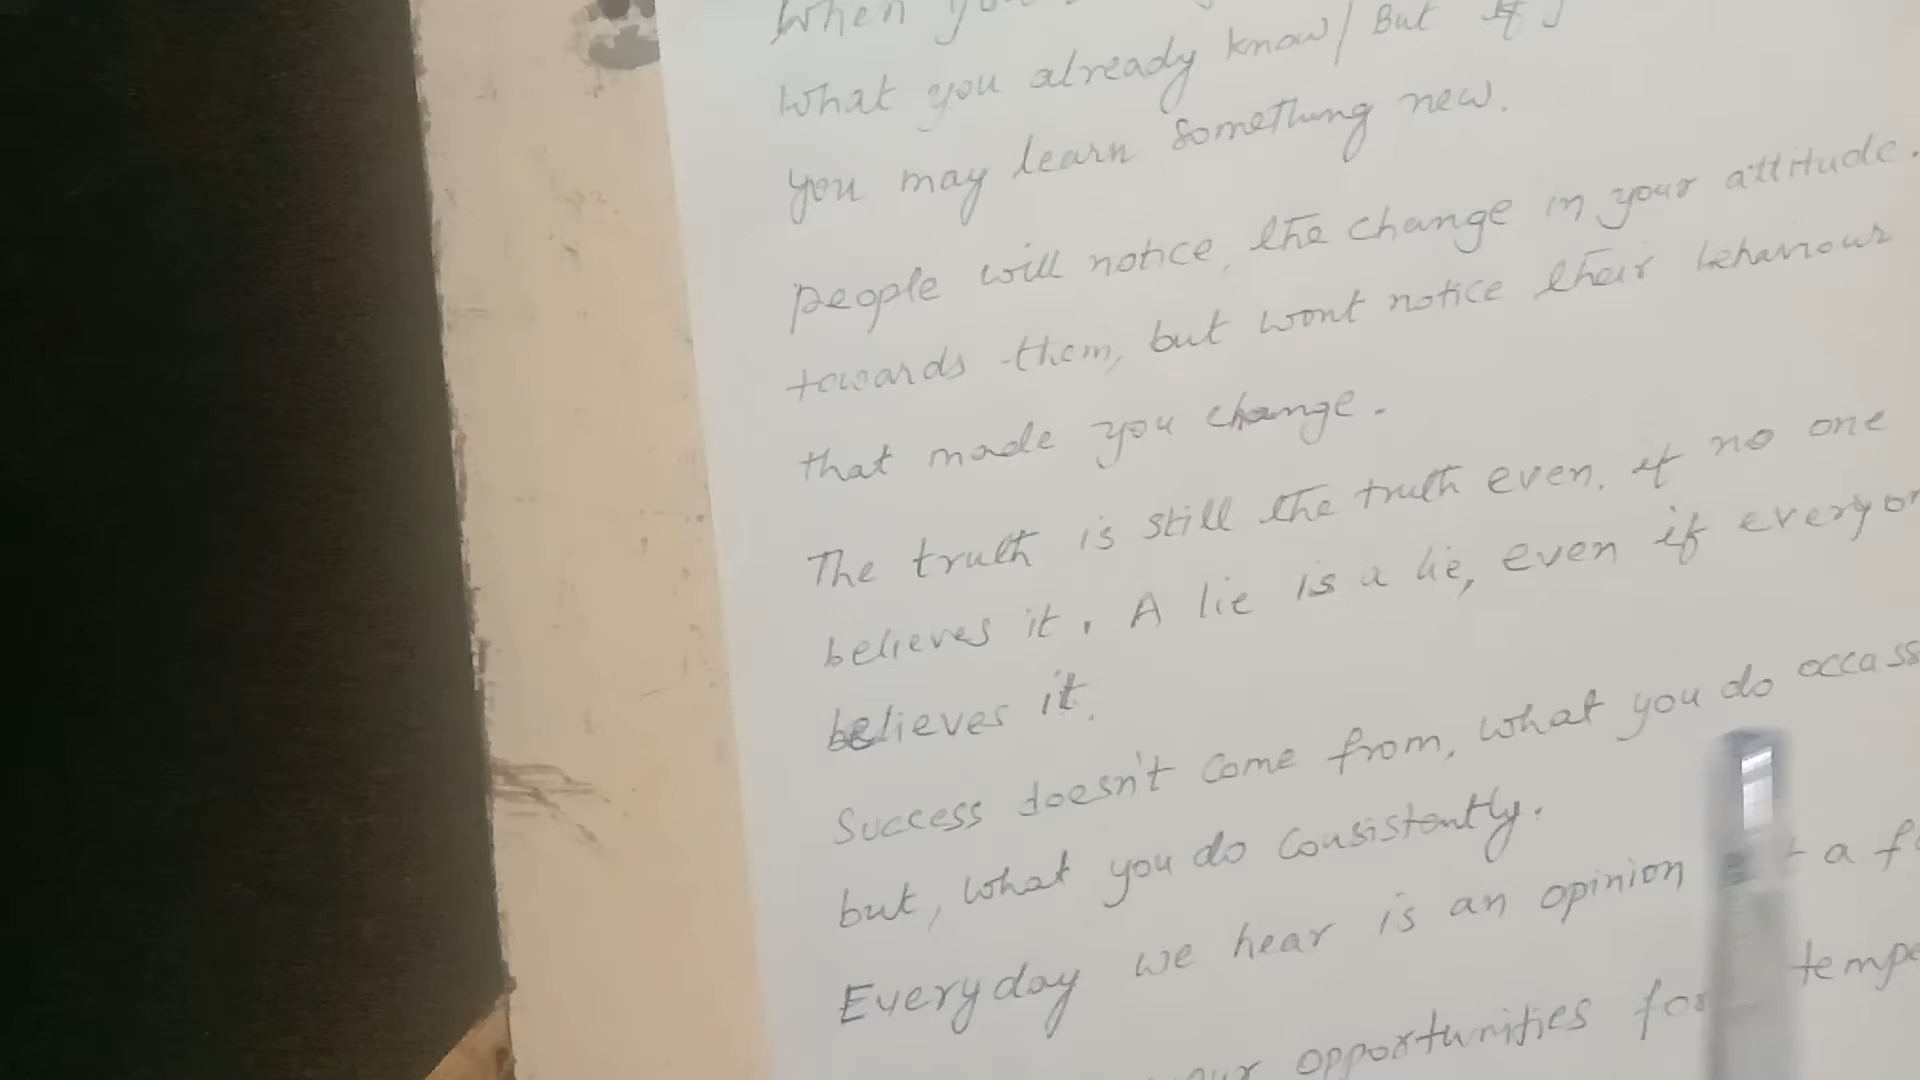 When
what you already know/ But if
you may learn something new.
people will notice, the change in your attitude.
towards them, but wont notice their behaviour
that made you change.
The truth is still the truth even. if no one
believes it. A lie is a lie, even if
believes it.
Success doesn't come from, what you do
but, what you do consistently.
Everyday we hear is an opinion a
opportunities for